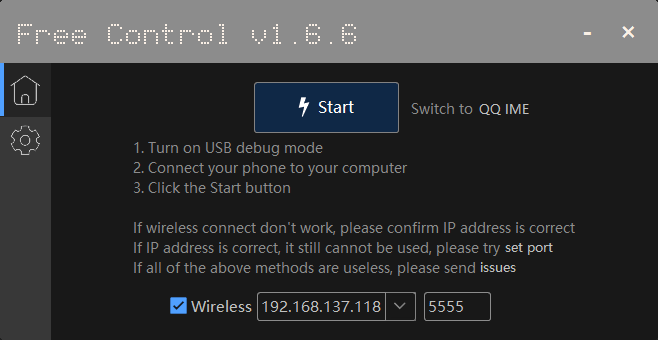 Free Control v1.6.6
Start
Switch to QQ IME
1. Turn on USB debug mode
2. Connect your phone to your computer
3. Click the Start button
If wireless connect don't work, please confirm IP address is correct
If IP address is correct, it still cannot be used, please try set port
If all of the above methods are useless, please send issues
Wireless 192.168.137.118 5555